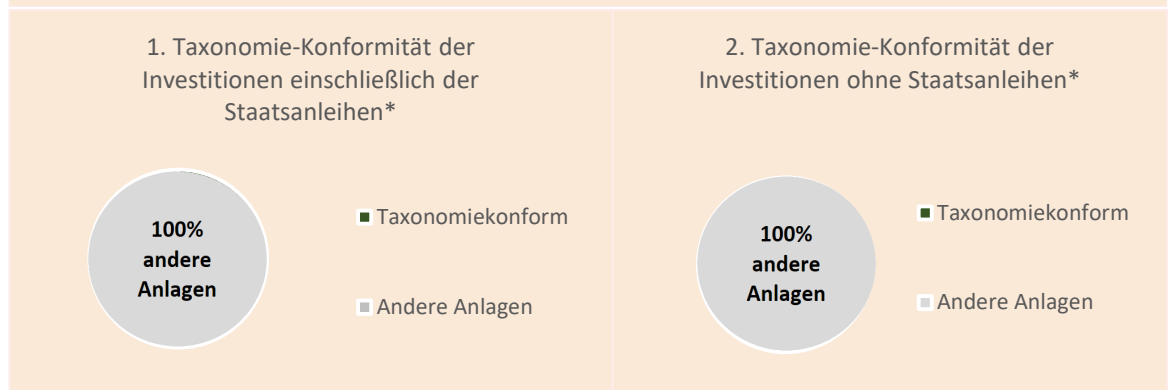 1. Taxonomie-Konformität der
Investitionen einschließlich der
Staatsanleihen*
100%
andere
Anlagen
Taxonomiekonform
Andere Anlagen
2. Taxonomie-Konformität der
Investitionen ohne Staatsanleihen*
100%
andere
Anlagen
Taxonomiekonform
Andere Anlagen